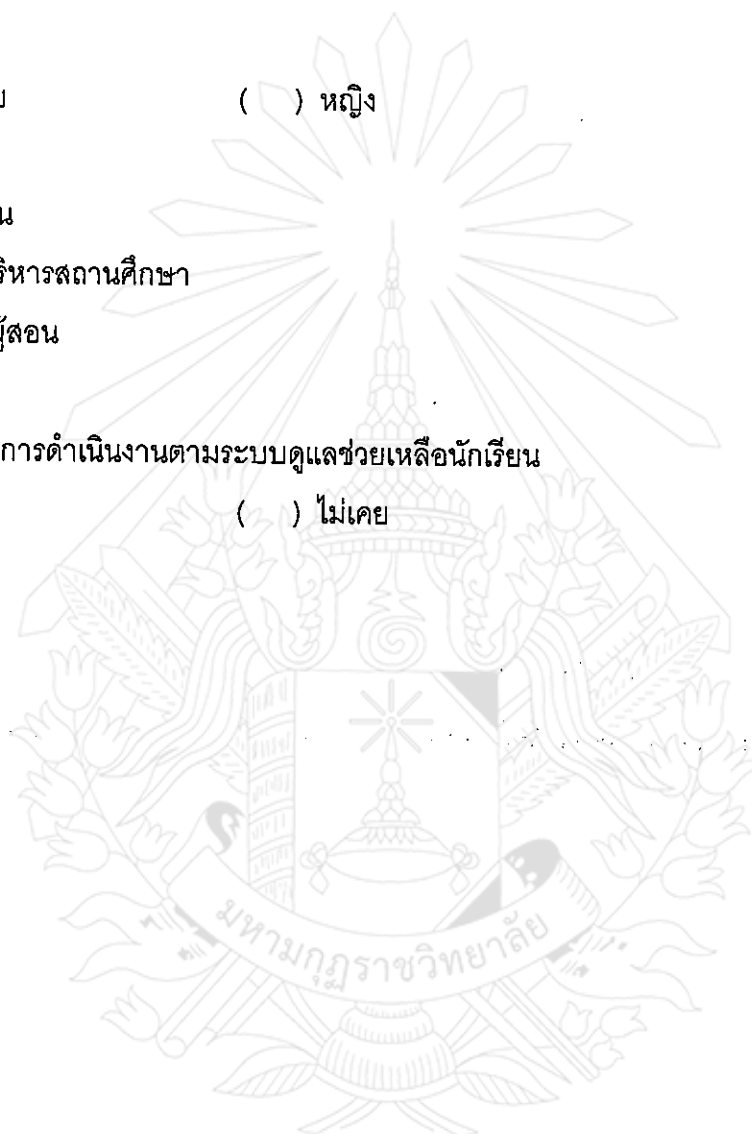 ( ) หญิง
น
ริหารสถานศึกษา
ผู้สอน
การดำเนินงานตามระบบดูแลช่วยเหลือนักเรียน
( ) ไม่เคย
มหามกุฏราชวิทยาลัย